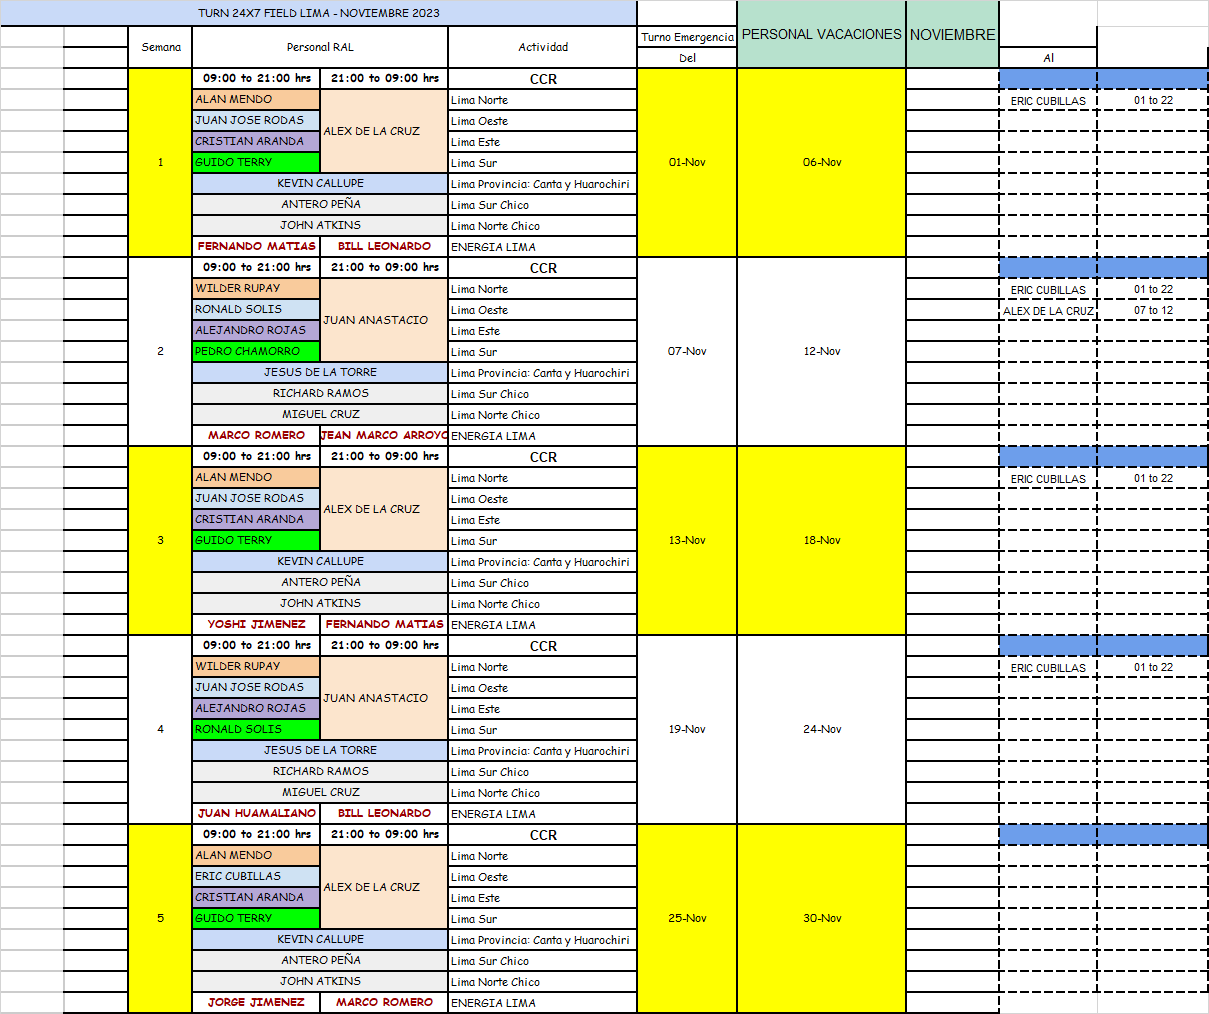 TURN 24X7 FIELD LIMA - NOVIEMBRE 2023
Semana Personal RAL Actividad Turno Emergencia PERSONAL VACACIONES NOVIEMBRE
Del Al
09:00 to 21:00 hrs 21:00 to 09:00 hrs CCR
ALAN MENDO Lima Norte ERIC CUBILLAS 01 to 22
JUAN JOSE RODAS ALEX DE LA CRUZ Lima Oeste
CRISTIAN ARANDA Lima Este
1 GUIDO TERRY Lima Sur 01-Nov 06-Nov
KEVIN CALLUPE Lima Provincia: Canta y Huarochiri
ANTERO PEÑA Lima Sur Chico
JOHN ATKINS Lima Norte Chico
FERNANDO MATIAS BILL LEONARDO ENERGIA LIMA
09:00 to 21:00 hrs 21:00 to 09:00 hrs CCR
WILDER RUPAY Lima Norte ERIC CUBILLAS 01 to 22
RONALD SOLIS JUAN ANASTACIO Lima Oeste ALEX DE LA CRUZ 07 to 12
ALEJANDRO ROJAS Lima Este
2 PEDRO CHAMORRO Lima Sur 07-Nov 12-Nov
JESUS DE LA TORRE Lima Provincia: Canta y Huarochiri
RICHARD RAMOS Lima Sur Chico
MIGUEL CRUZ Lima Norte Chico
MARCO ROMERO JEAN MARCO ARROYO ENERGIA LIMA
09:00 to 21:00 hrs 21:00 to 09:00 hrs CCR
ALAN MENDO Lima Norte ERIC CUBILLAS 01 to 22
JUAN JOSE RODAS ALEX DE LA CRUZ Lima Oeste
CRISTIAN ARANDA Lima Este
3 GUIDO TERRY Lima Sur 13-Nov 18-Nov
KEVIN CALLUPE Lima Provincia: Canta y Huarochiri
ANTERO PEÑA Lima Sur Chico
JOHN ATKINS Lima Norte Chico
YOSHI JIMENEZ FERNANDO MATIAS ENERGIA LIMA
09:00 to 21:00 hrs 21:00 to 09:00 hrs CCR
WILDER RUPAY Lima Norte ERIC CUBILLAS 01 to 22
JUAN JOSE RODAS JUAN ANASTACIO Lima Oeste
ALEJANDRO ROJAS Lima Este
4 RONALD SOLIS Lima Sur 19-Nov 24-Nov
JESUS DE LA TORRE Lima Provincia: Canta y Huarochiri
RICHARD RAMOS Lima Sur Chico
MIGUEL CRUZ Lima Norte Chico
JUAN HUAMALIANO BILL LEONARDO ENERGIA LIMA
09:00 to 21:00 hrs 21:00 to 09:00 hrs CCR
ALAN MENDO Lima Norte
ERIC CUBILLAS ALEX DE LA CRUZ Lima Oeste
CRISTIAN ARANDA Lima Este
5 GUIDO TERRY Lima Sur 25-Nov 30-Nov
KEVIN CALLUPE Lima Provincia: Canta y Huarochiri
ANTERO PEÑA Lima Sur Chico
JOHN ATKINS Lima Norte Chico
JORGE JIMENEZ MARCO ROMERO ENERGIA LIMA